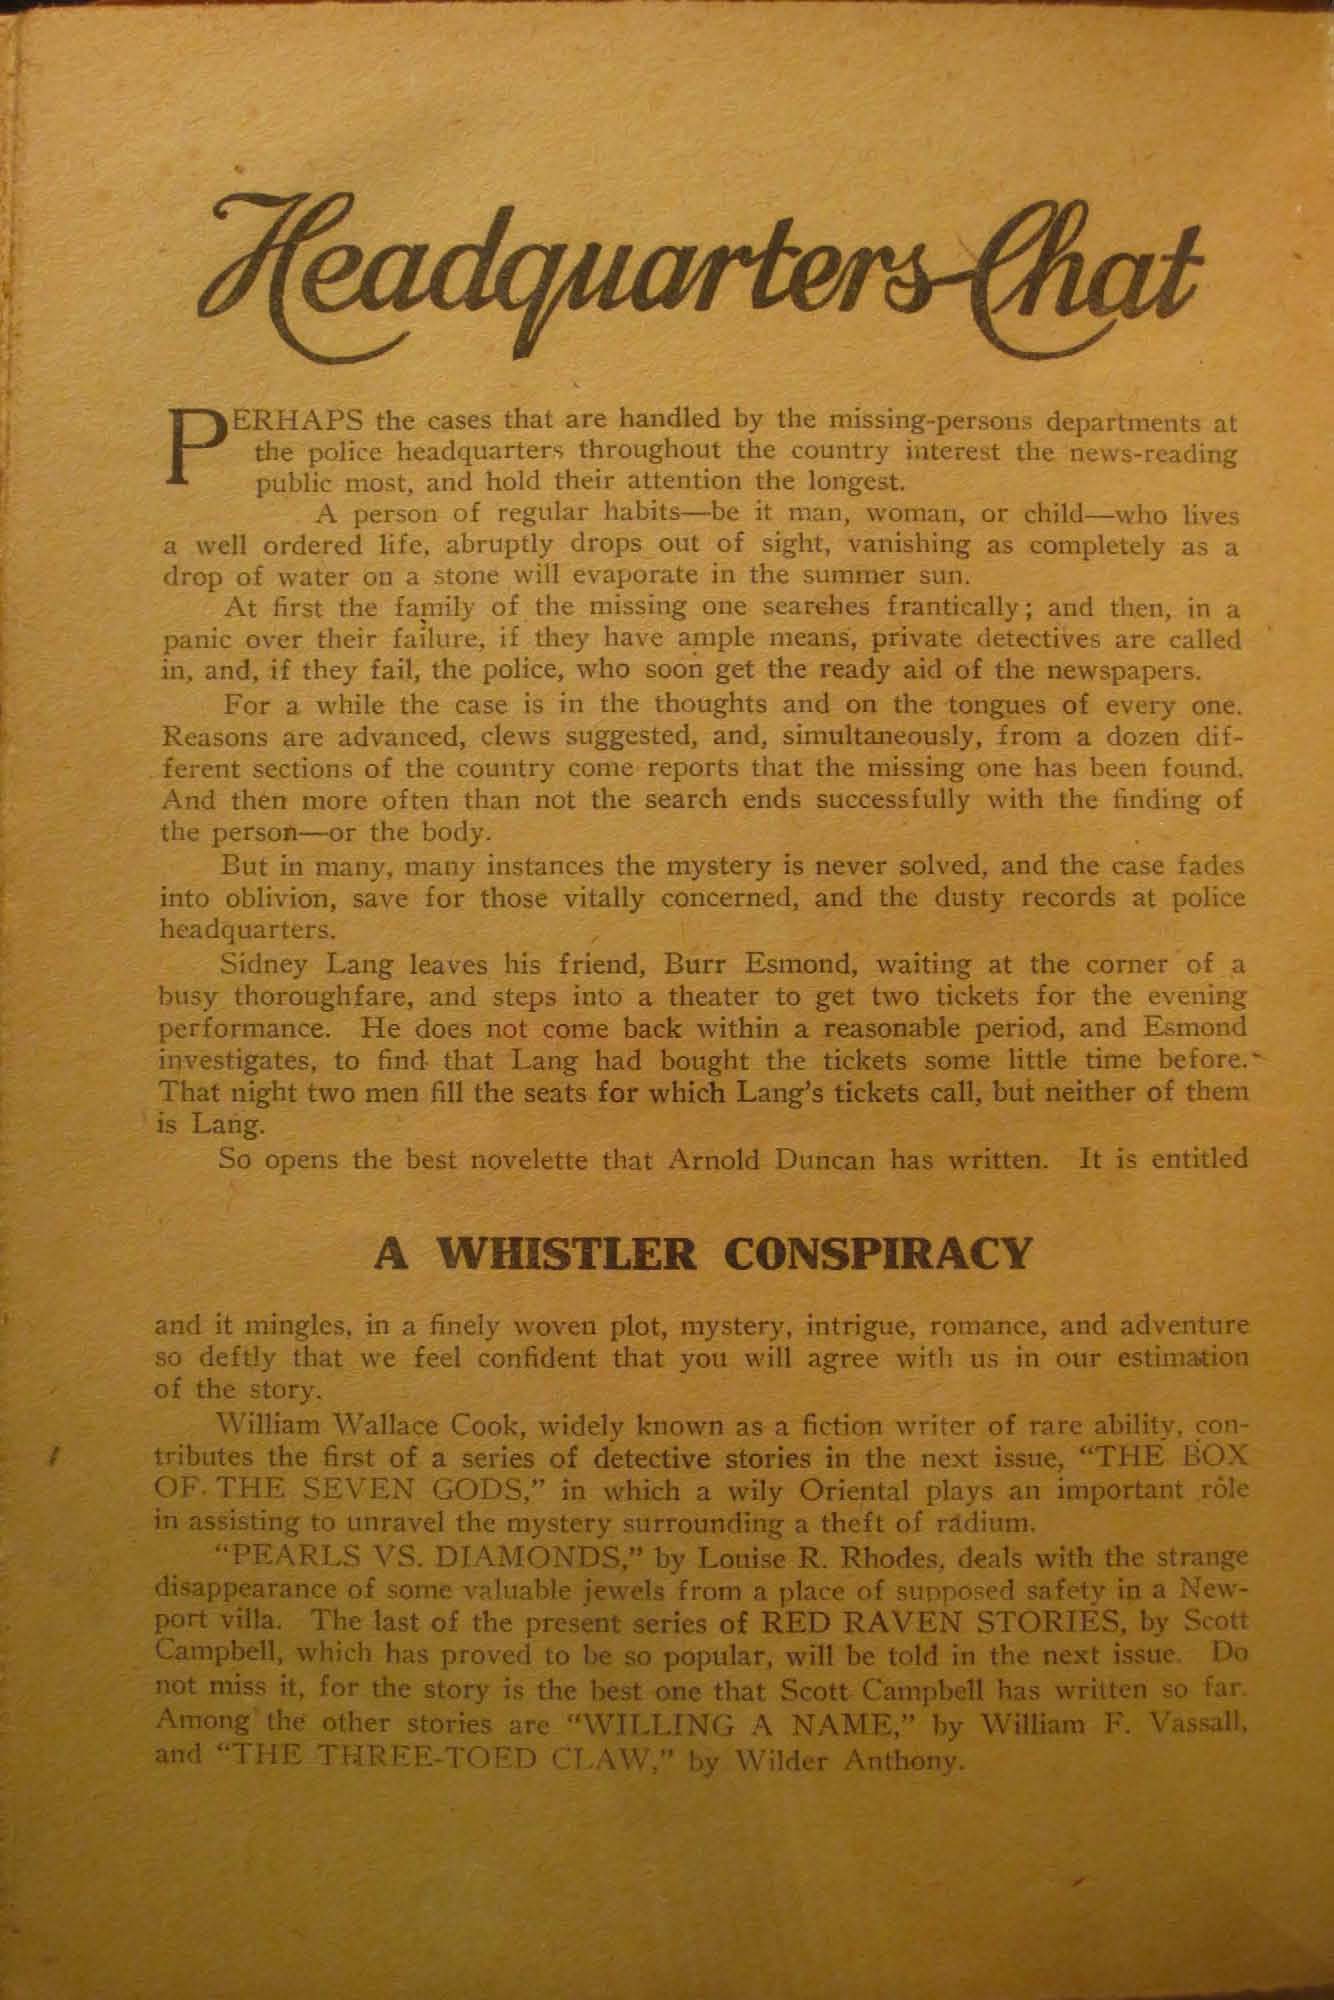 Headquarters Chat
PERHAPS the cases that are handled by the missing-persons departments at
the police headquarters throughout the country interest the news-reading
public most, and hold their attention the longest.
A person of regular habits—be it man, woman, or child—who lives
a well ordered life, abruptly drops out of sight, vanishing as completely as a
drop of water on a stone will evaporate in the summer sun.
At first the family of the missing one searches frantically; and then, in a
panic over their failure, if they have ample means, private detectives are called
in, and, if they fail, the police, who soon get the ready aid of the newspapers.
For a while the case is in the thoughts and on the tongues of every one.
Reasons are advanced, clews suggested, and, simultaneously, from a dozen dif-
ferent sections of the country come reports that the missing one has been found.
And then more often than not the search ends successfully with the finding of
the person—or the body.
But in many, many instances the mystery is never solved, and the case fades
into oblivion, save for those vitally concerned, and the dusty records at police
headquarters.
Sidney Lang leaves his friend, Burr Esmond, waiting at the corner of a
busy thoroughfare, and steps into a theater to get two tickets for the evening
performance. He does not come back within a reasonable period, and Esmond
investigates, to find that Lang had bought the tickets some little time before.
That night two men fill the seats for which Lang's tickets call, but neither of them
is Lang.
So opens the best novelette that Arnold Duncan has written. It is entitled
A WHISTLER CONSPIRACY
and it mingles, in a finely woven plot, mystery, intrigue, romance, and adventure
so deftly that we feel confident that you will agree with us in our estimation
of the story.
William Wallace Cook, widely known as a fiction writer of rare ability, con-
tributes the first of a series of detective stories in the next issue, "THE BOX
OF THE SEVEN GODS," in which a wily Oriental plays an important rôle
in assisting to unravel the mystery surrounding a theft of radium.
"PEARLS VS. DIAMONDS," by Louise R. Rhodes, deals with the strange
disappearance of some valuable jewels from a place of supposed safety in a New-
port villa. The last of the present series of RED RAVEN STORIES, by Scott
Campbell, which has proved to be so popular, will be told in the next issue. Do
not miss it, for the story is the best one that Scott Campbell has written so far.
Among the other stories are "WILLING A NAME," by William F. Vassall,
and "THE THREE-TOED CLAW," by Wilder Anthony.